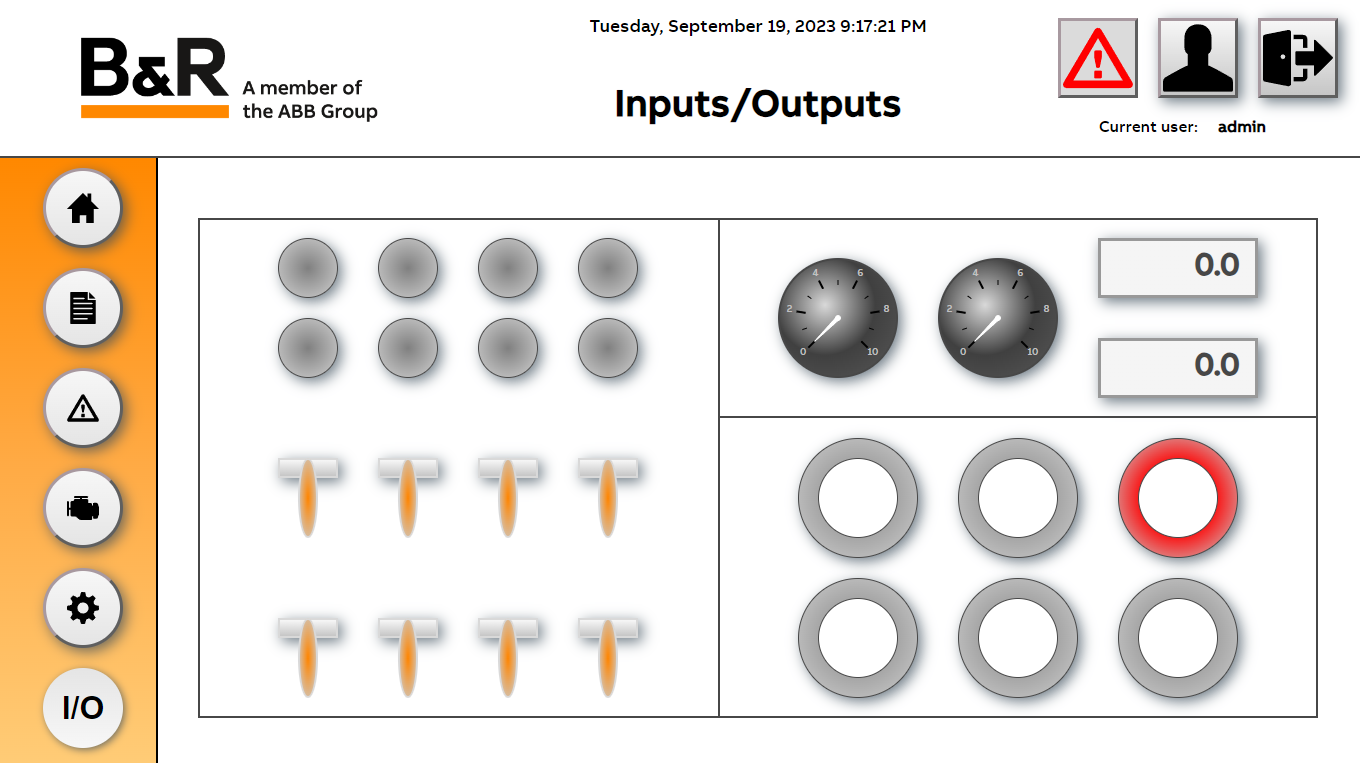 Tuesday, September 19, 2023 9:17:21 PM
B&R
A member of
the ABB Group
Inputs/Outputs
Current user: admin
0 2 4 6 8 10
0 2 4 6 8 10
0.0
0.0
I/O